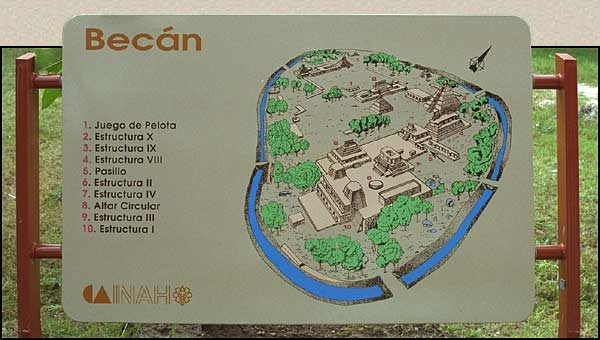 Becán
1. Juego de Pelota
2. Estructura X
3. Estructura IX
4. Estructura VIII
5. Pasillo
6. Estructura II
7. Estructura IV
8. Altar Circular
9. Estructura III
10. Estructura I
CA INAH